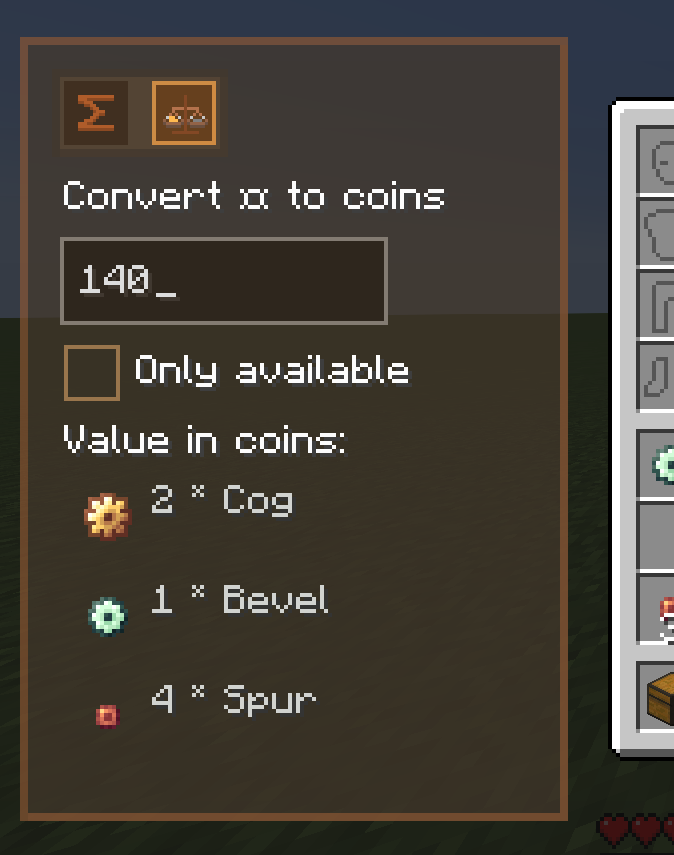 Convert ¤ to coins
140_
Only available
Value in coins:
2 × Cog
1 × Bevel
4 × Spur